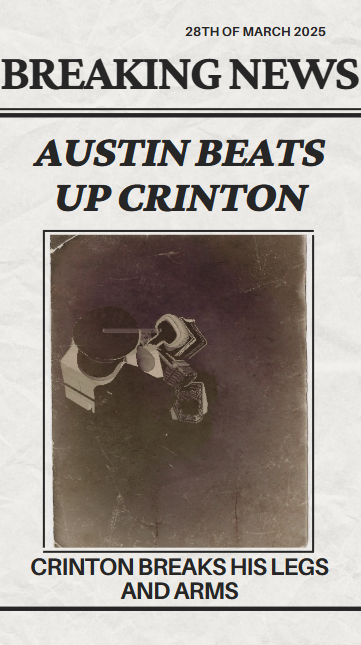 28TH OF MARCH 2025
BREAKING NEWS
AUSTIN BEATS
UP CRINTON
CRINTON BREAKS HIS LEGS
AND ARMS